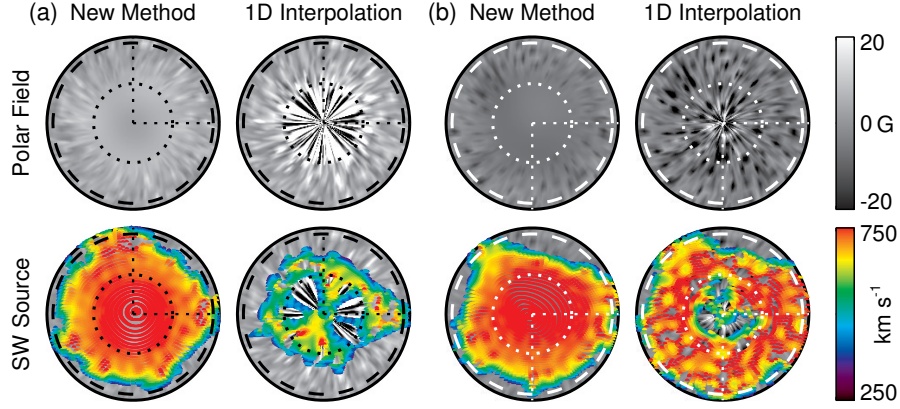 (a) New Method 1D Interpolation (b) New Method 1D Interpolation
Polar Field
20
0 G
-20
SW Source
750
km s⁻¹
250